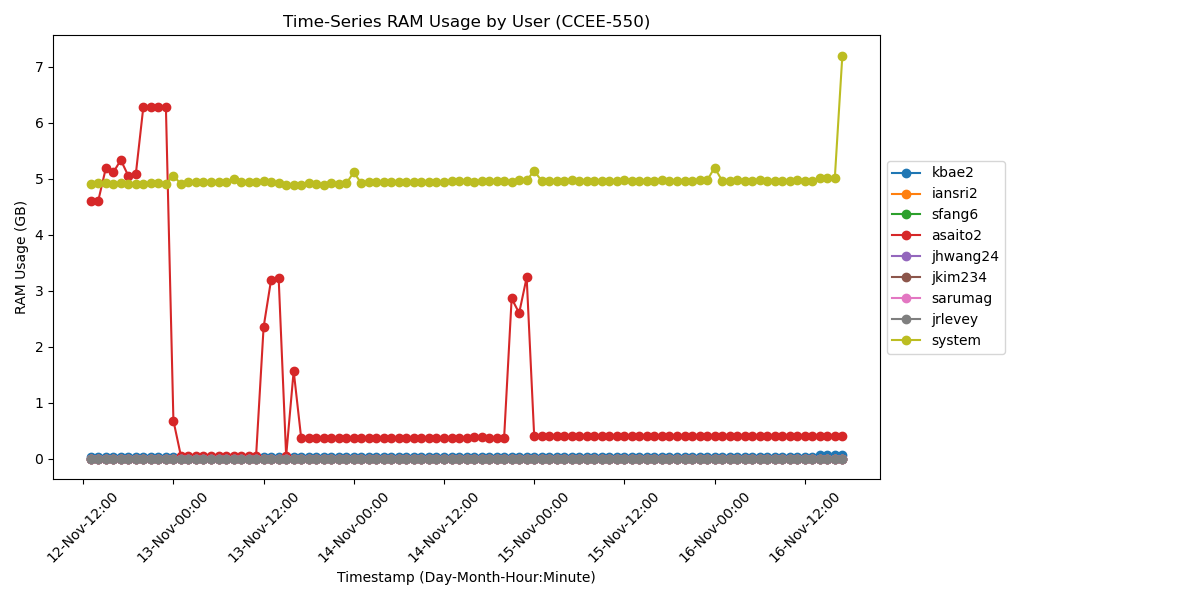 Time-Series RAM Usage by User (CCEE-550)
RAM Usage (GB)
7
6
5
4
3
2
1
0
12-Nov-12:00
13-Nov-00:00
13-Nov-12:00
14-Nov-00:00
14-Nov-12:00
15-Nov-00:00
15-Nov-12:00
16-Nov-00:00
16-Nov-12:00
Timestamp (Day-Month-Hour:Minute)
kbae2
iansri2
sfang6
asaito2
jhwang24
jkim234
sarumag
jrlevey
system